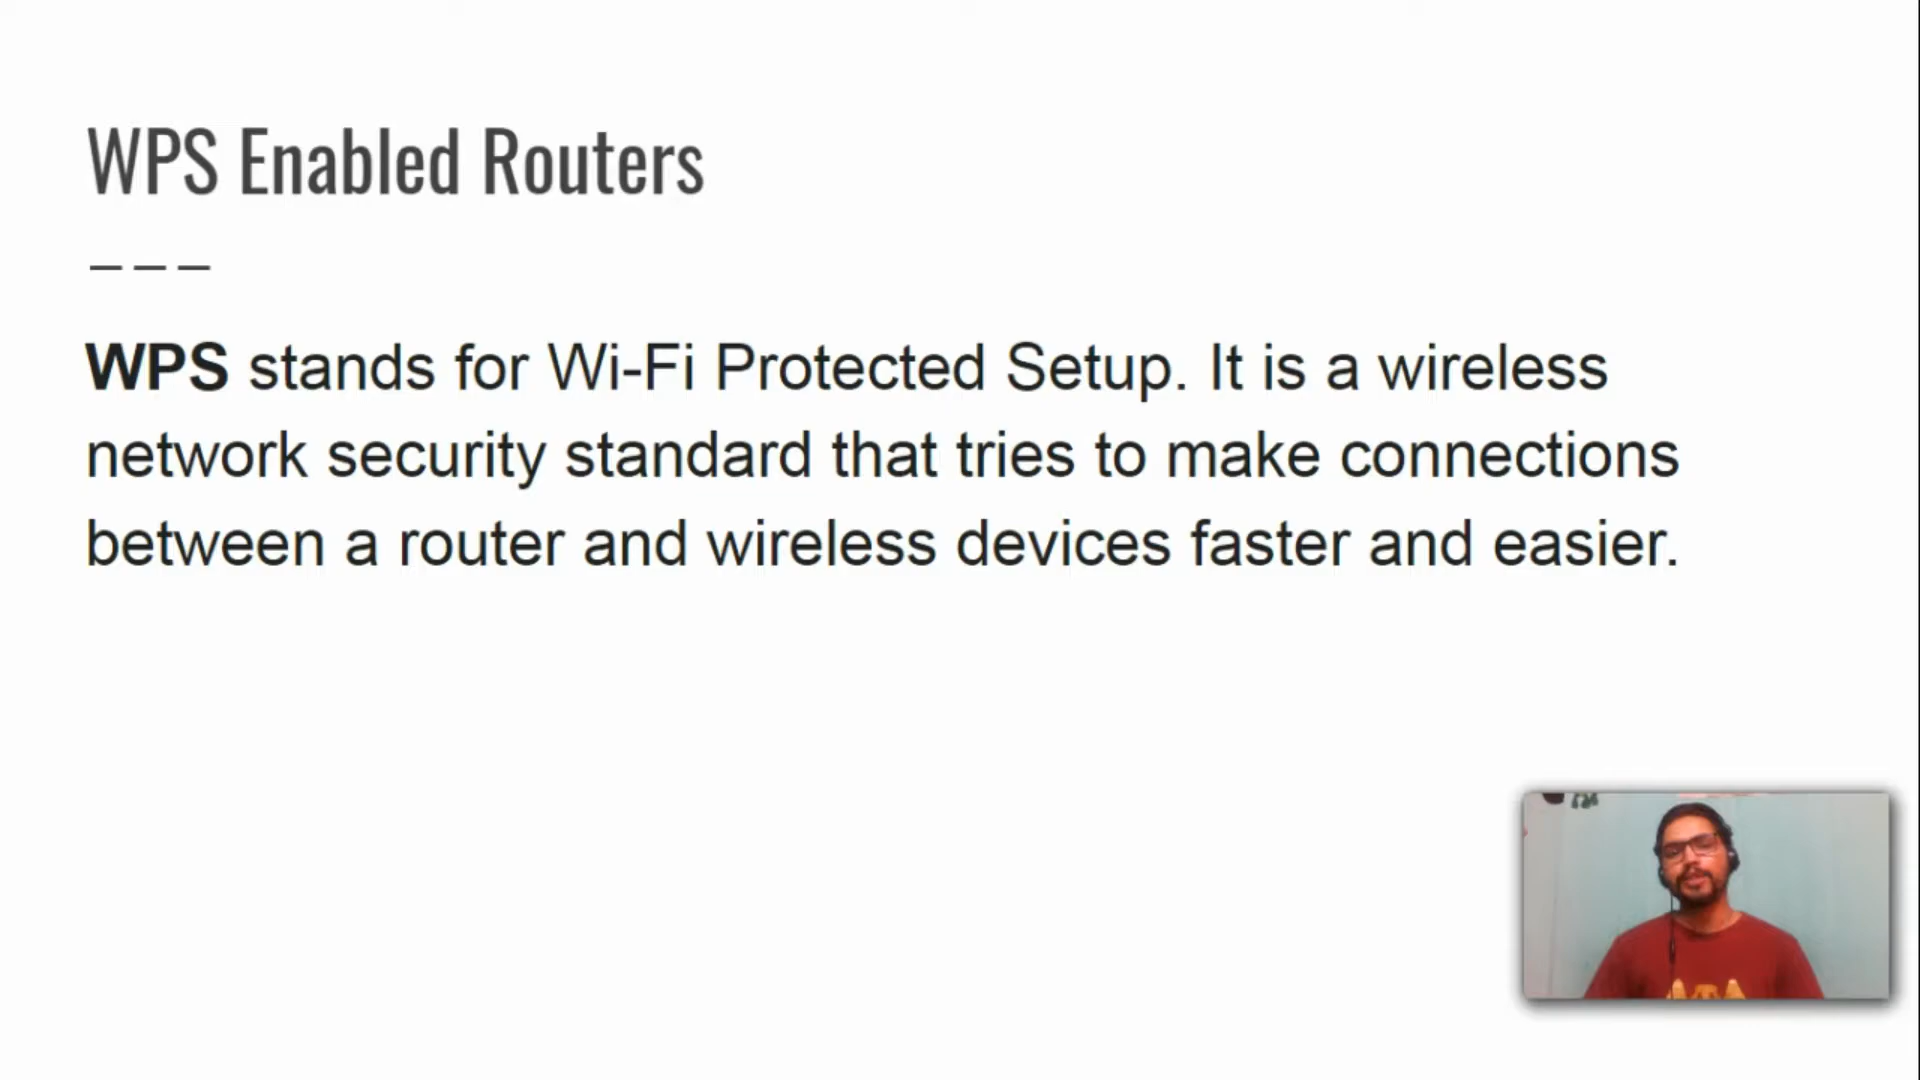 WPS Enabled Routers
WPS stands for Wi-Fi Protected Setup. It is a wireless
network security standard that tries to make connections
between a router and wireless devices faster and easier.